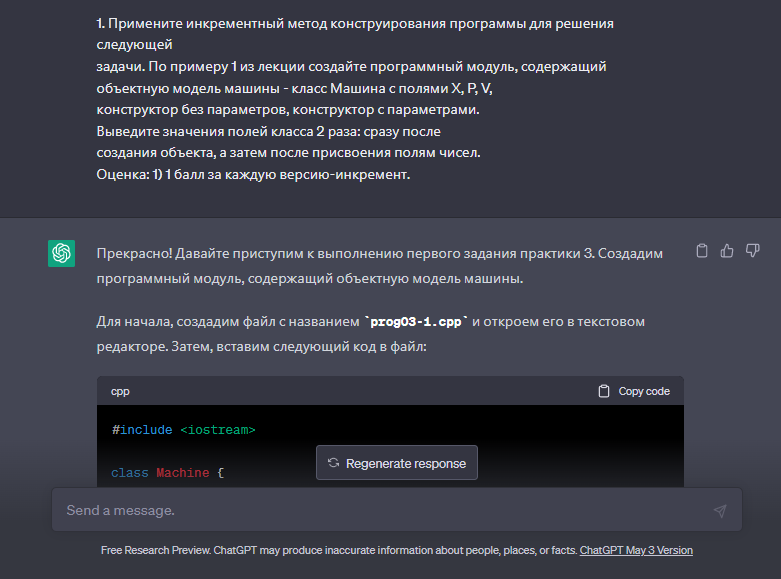 1. Примените инкрементный метод конструирования программы для решения
следующей
задачи. По примеру 1 из лекции создайте программный модуль, содержащий
объектную модель машины - класс Машина с полями X, P, V,
конструктор без параметров, конструктор с параметрами.
Выведите значения полей класса 2 раза: сразу после
создания объекта, а затем после присвоения полям чисел.
Оценка: 1) 1 балл за каждую версию-инкремент.
Прекрасно! Давайте приступим к выполнению первого задания практики 3. Создадим
программный модуль, содержащий объектную модель машины.
Для начала, создадим файл с названием `prog03-1.cpp` и откроем его в текстовом
редакторе. Затем, вставим следующий код в файл:
cpp Copy code
#include <iostream>
class Machine {
Regenerate response
Send a message.
Free Research Preview. ChatGPT may produce inaccurate information about people, places, or facts. ChatGPT May 3 Version